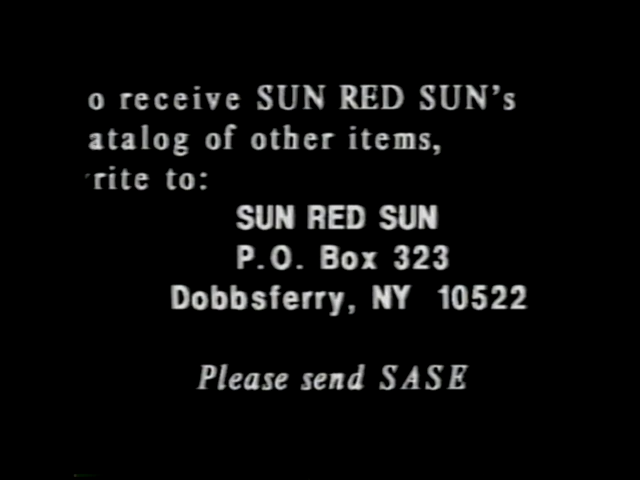 o receive SUN RED SUN's
atalog of other items,
rite to:
SUN RED SUN
P.O. Box 323
Dobbsferry, NY 10522
Please send SASE